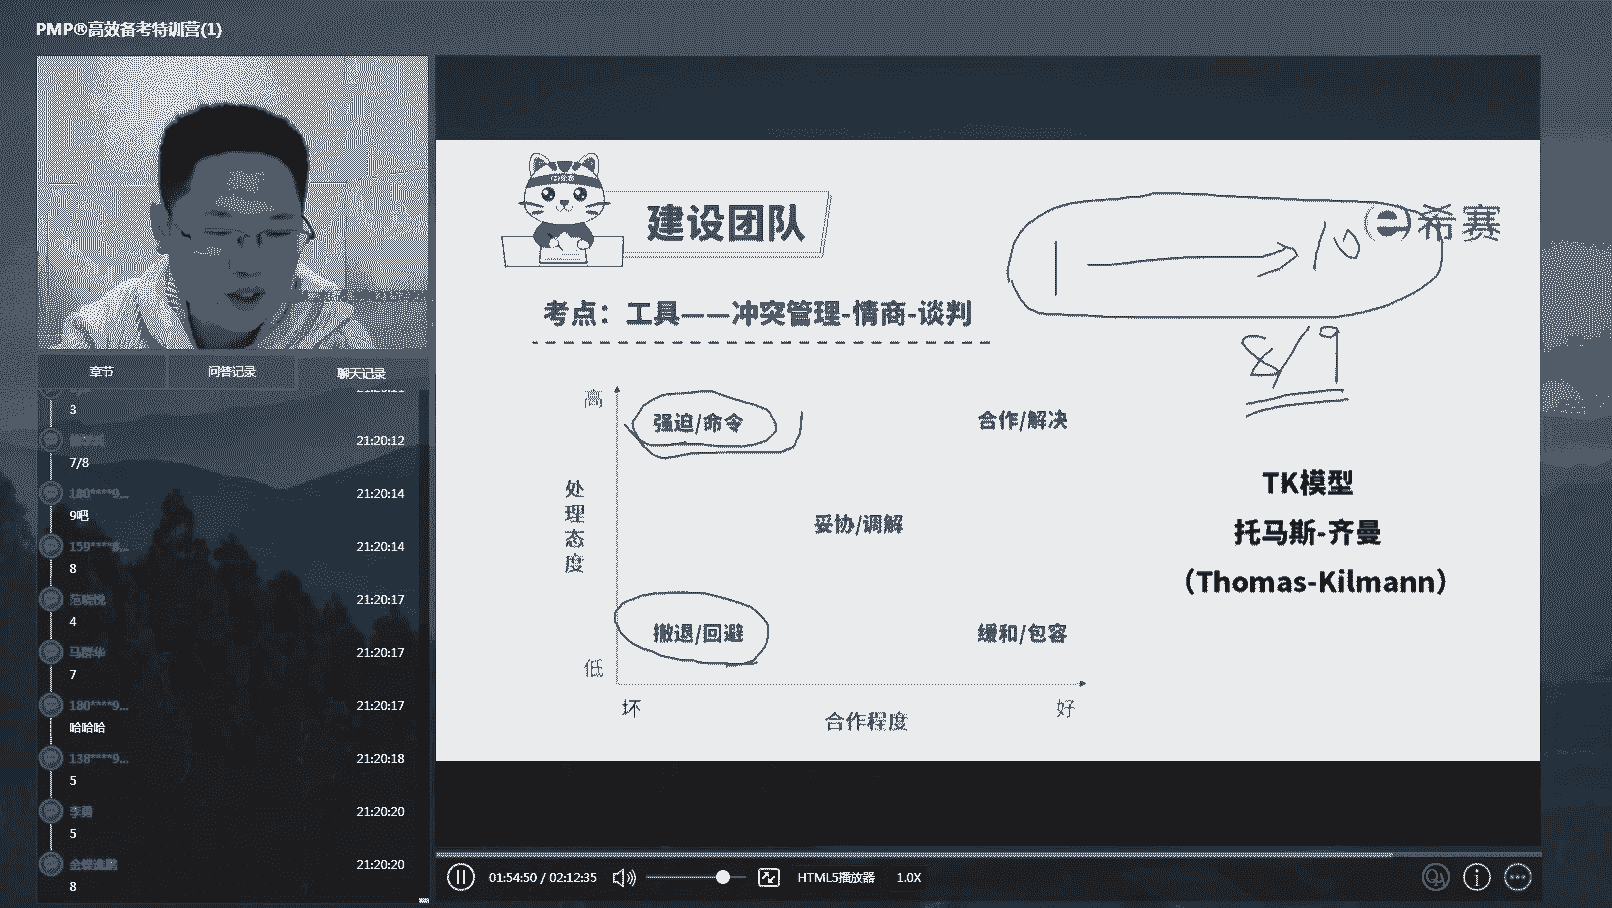 PMP®高效备考特训营(1)
章节
问答记录
聊天记录
3
21:20:12
7/8
180****9...
21:20:14
9吧
159****8...
21:20:14
8
范晓悦
21:20:17
4
马群华
21:20:17
7
180****9...
21:20:17
哈哈哈
138****9...
21:20:18
5
李勇
21:20:20
5
21:20:20
8
建设团队
1 → 10
希赛
8/9
考点：工具——冲突管理-情商-谈判
高
强迫/命令
合作/解决
处理态度
妥协/调解
撤退/回避
缓和/包容
低
坏
好
合作程度
TK模型
托马斯-齐曼
（Thomas-Kilmann）
01:54:50 / 02:12:35
HTML5播放器
1.0X